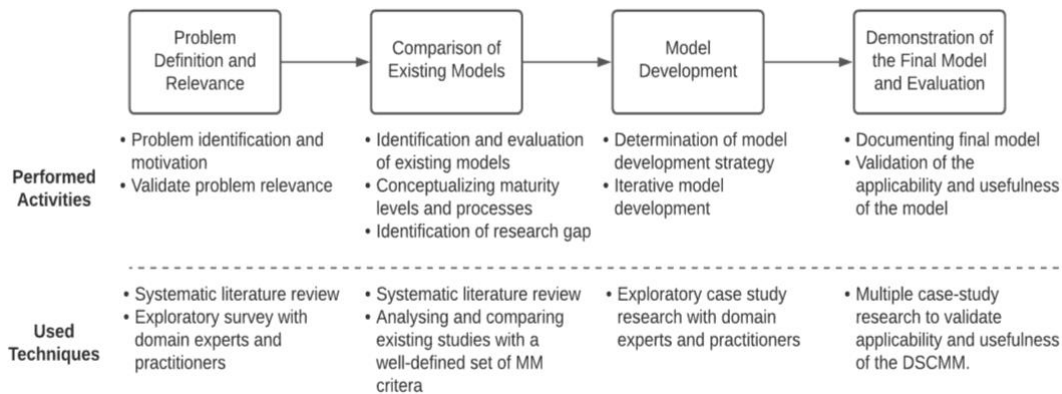 Problem
Definition and
Relevance
Comparison of
Existing Models
Model
Development
Demonstration of
the Final Model
and Evaluation
Performed
Activities
• Problem identification and
motivation
• Validate problem relevance
• Identification and evaluation
of existing models
• Conceptualizing maturity
levels and processes
• Identification of research gap
• Determination of model
development strategy
• Iterative model
development
• Documenting final model
• Validation of the
applicability and usefulness
of the model
Used
Techniques
• Systematic literature review
• Exploratory survey with
domain experts and
practitioners
• Systematic literature review
• Analysing and comparing
existing studies with a
well-defined set of MM
critera
• Exploratory case study
research with domain
experts and practitioners
• Multiple case-study
research to validate
applicability and usefulness
of the DSCMM.